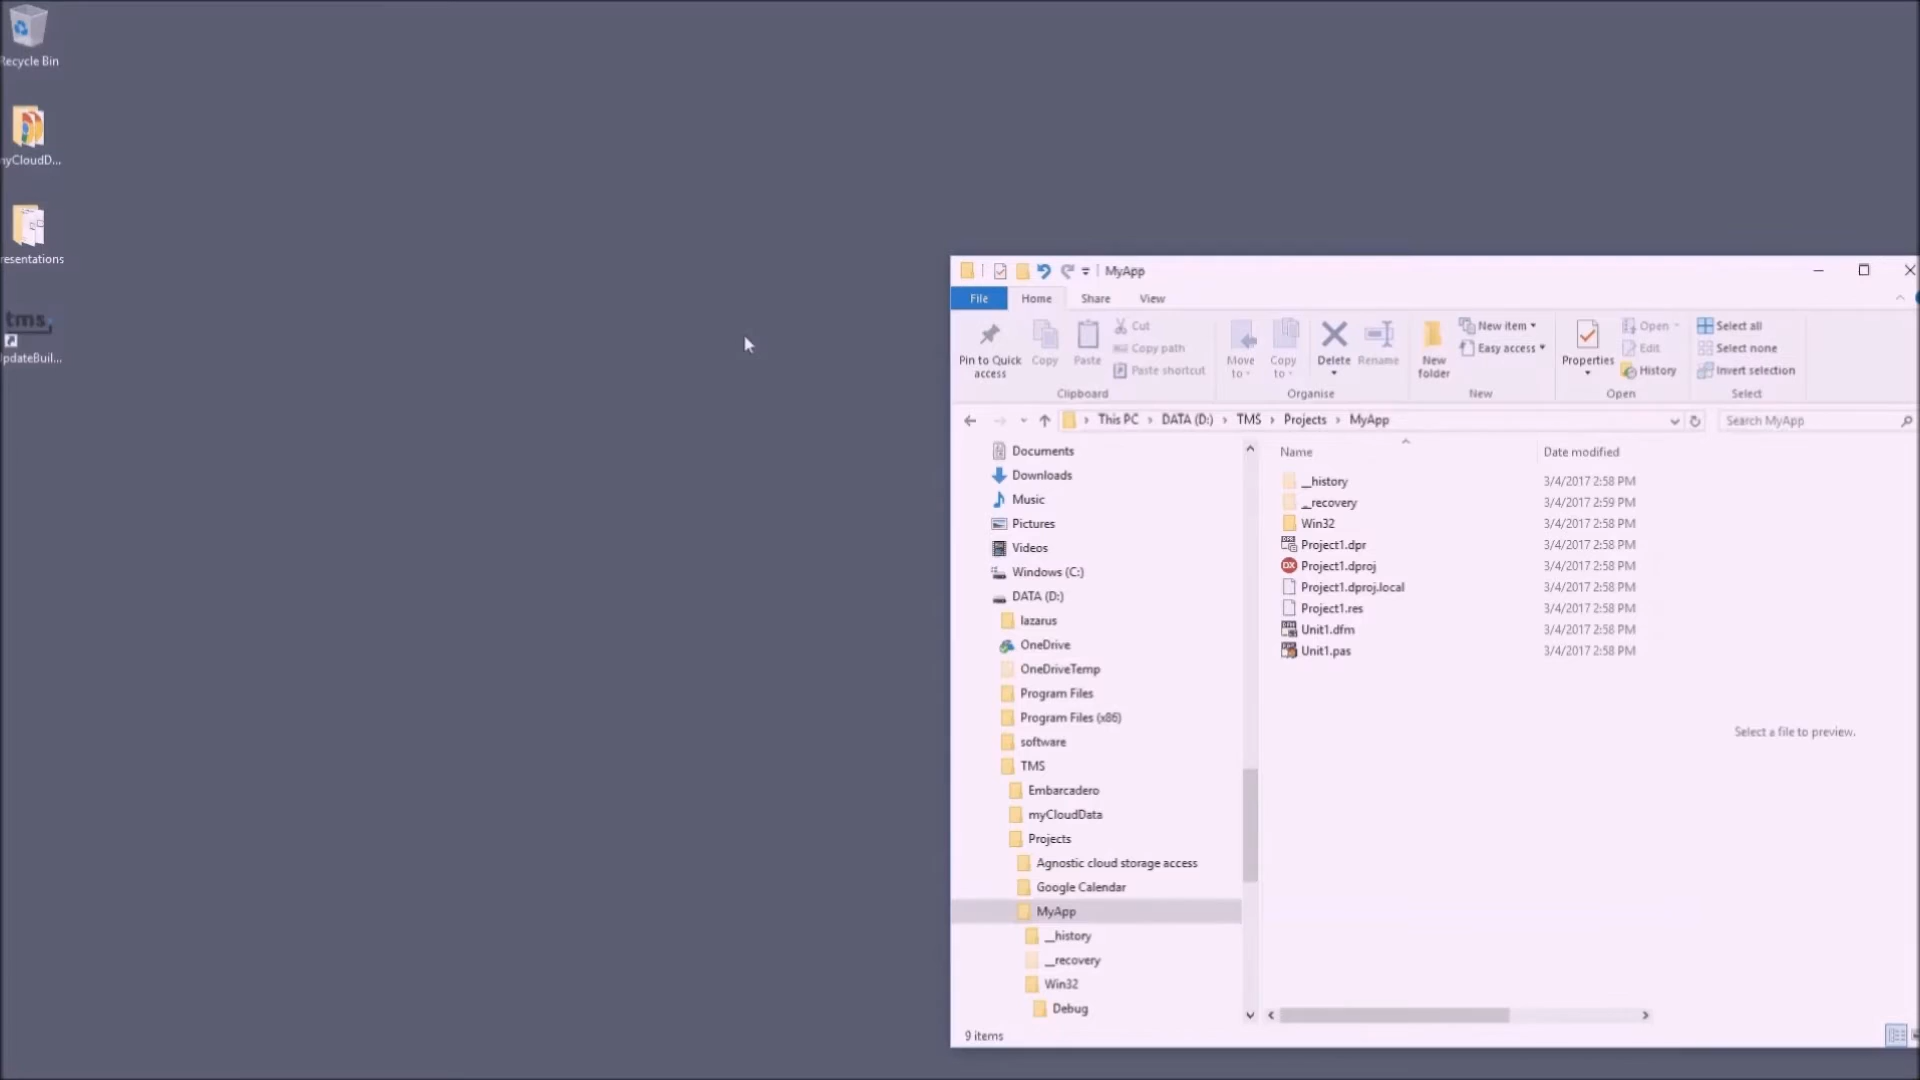 Recycle Bin
myCloudD...
resentations
tms
UpdateBuil...
MyApp
File Home Share View
Pin to Quick access
Copy
Paste
Cut
Copy path
Paste shortcut
Clipboard
Move to
Copy to
Delete
Rename
Organise
New folder
New item
Easy access
New
Properties
Open
Edit
History
Open
Select all
Select none
Invert selection
Select
This PC > DATA (D:) > TMS > Projects > MyApp
Search MyApp
Documents
Downloads
Music
Pictures
Videos
Windows (C:)
DATA (D:)
lazarus
OneDrive
OneDriveTemp
Program Files
Program Files (x86)
software
TMS
Embarcadero
myCloudData
Projects
Agnostic cloud storage access
Google Calendar
MyApp
__history
__recovery
Win32
Debug
Name Date modified
__history 3/4/2017 2:58 PM
__recovery 3/4/2017 2:59 PM
Win32 3/4/2017 2:58 PM
Project1.dpr 3/4/2017 2:58 PM
Project1.dproj 3/4/2017 2:58 PM
Project1.dproj.local 3/4/2017 2:58 PM
Project1.res 3/4/2017 2:58 PM
Unit1.dfm 3/4/2017 2:58 PM
Unit1.pas 3/4/2017 2:58 PM
Select a file to preview.
9 items